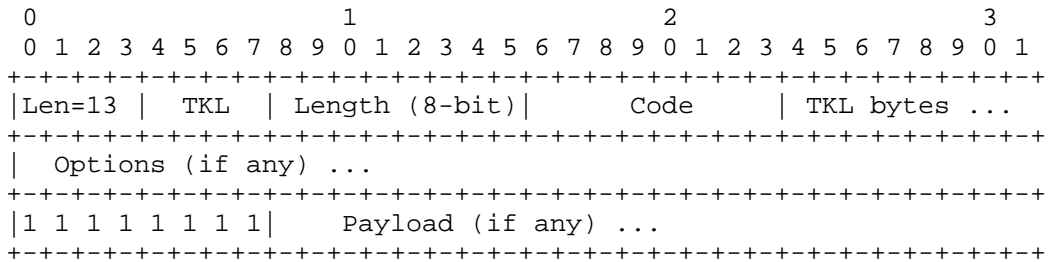 0                   1                   2                   3
 0 1 2 3 4 5 6 7 8 9 0 1 2 3 4 5 6 7 8 9 0 1 2 3 4 5 6 7 8 9 0 1
+-+-+-+-+-+-+-+-+-+-+-+-+-+-+-+-+-+-+-+-+-+-+-+-+-+-+-+-+-+-+-+-+
|Len=13 |  TKL  | Length (8-bit)|      Code     | TKL bytes ...
+-+-+-+-+-+-+-+-+-+-+-+-+-+-+-+-+-+-+-+-+-+-+-+-+-+-+-+-+-+-+-+-+
|  Options (if any) ...
+-+-+-+-+-+-+-+-+-+-+-+-+-+-+-+-+-+-+-+-+-+-+-+-+-+-+-+-+-+-+-+-+
|1 1 1 1 1 1 1 1|    Payload (if any) ...
+-+-+-+-+-+-+-+-+-+-+-+-+-+-+-+-+-+-+-+-+-+-+-+-+-+-+-+-+-+-+-+-+